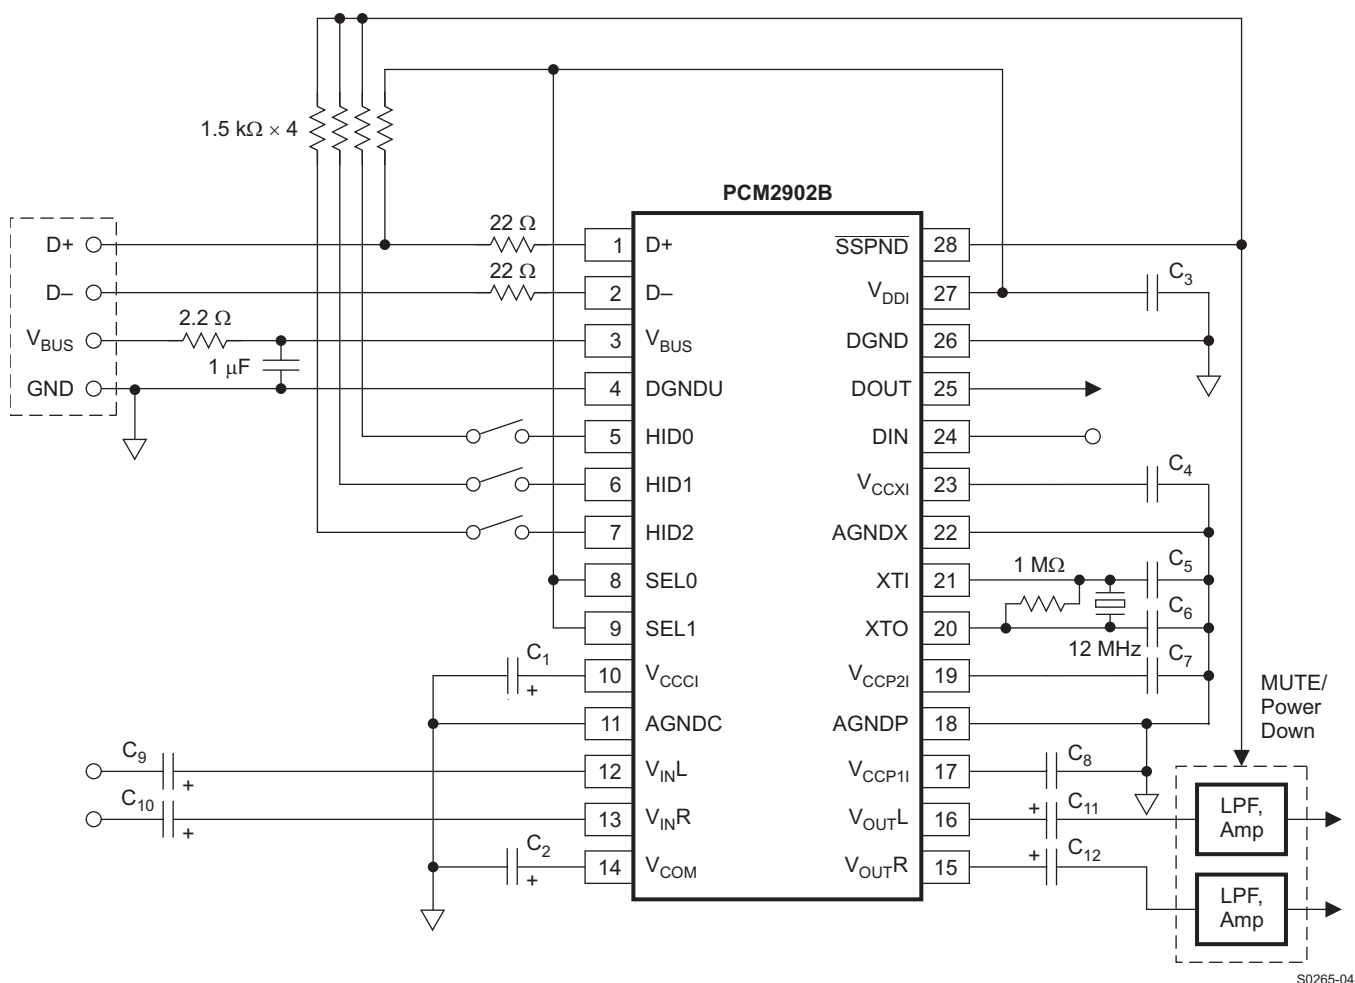 1.5 kΩ × 4
PCM2902B
D+
D–
VBUS
GND
22 Ω
22 Ω
2.2 Ω
1 μF
1 D+
2 D–
3 VBUS
4 DGNDU
5 HID0
6 HID1
7 HID2
8 SEL0
9 SEL1
10 VCCCI
11 AGNDC
12 VINL
13 VINR
14 VCOM
C1
+
C9
+
C10
+
C2
+
SSPND 28
VDDI 27
DGND 26
DOUT 25
DIN 24
VCCXI 23
AGNDX 22
XTI 21
XTO 20
VCCP2I 19
AGNDP 18
VCCP1I 17
VOUTL 16
VOUTR 15
C3
C4
1 MΩ
C5
C6
12 MHz
C7
C8
+ C11
+ C12
MUTE/
Power
Down
LPF,
Amp
LPF,
Amp
S0265-04